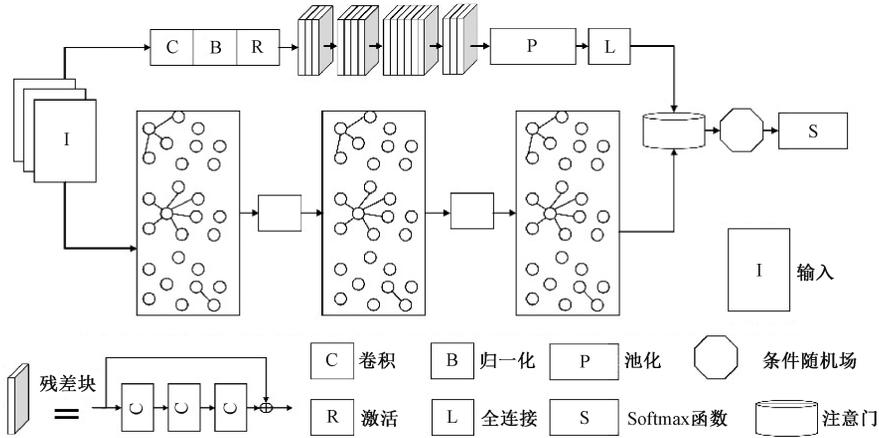 C B R P L
I
S
I 输入
C 卷积 B 归一化 P 池化 条件随机场
残差块
C C C
R 激活 L 全连接 S Softmax函数 注意门